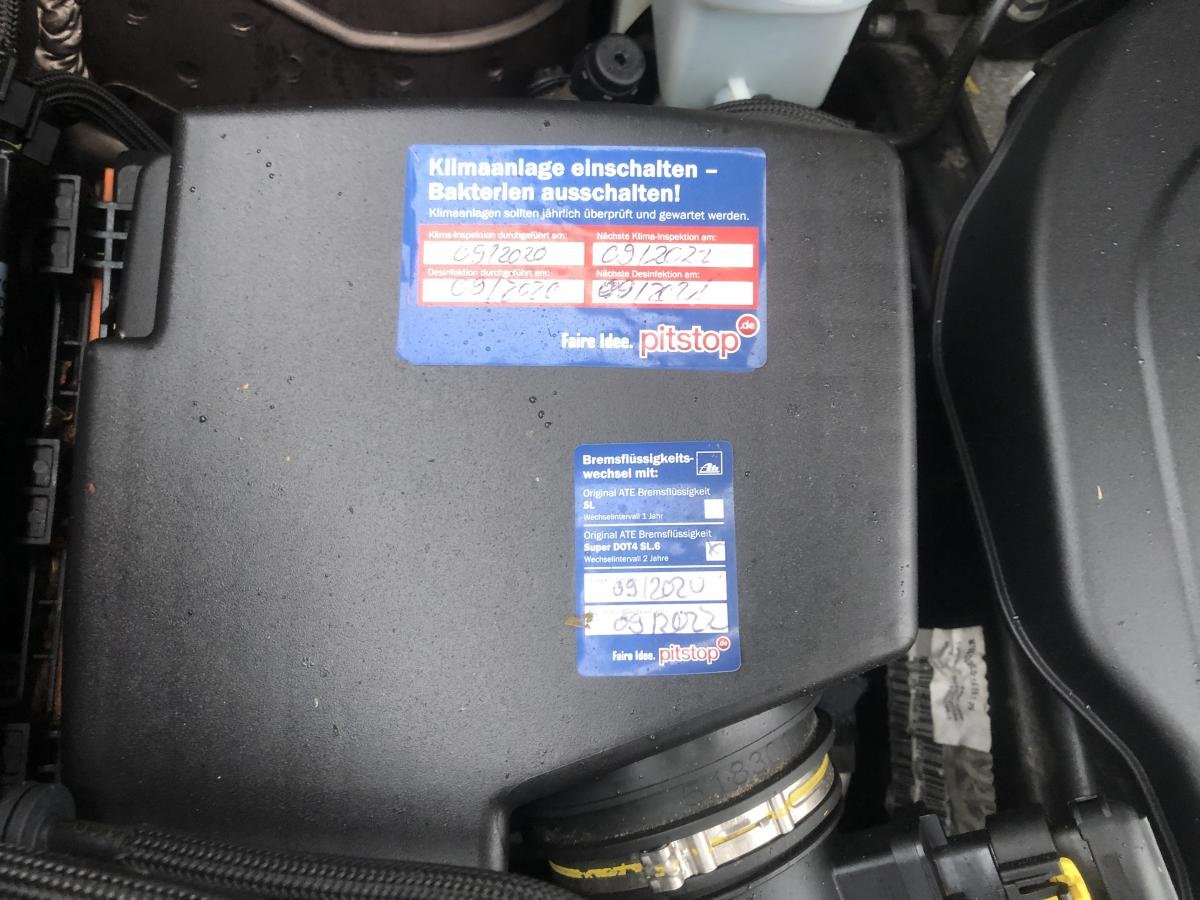 Klimaanlage einschalten –
Bakterien ausschalten!
Klimaanlagen sollten jährlich überprüft und gewartet werden.
Klima-Inspektion durchgeführt am: Nächste Klima-Inspektion am:
09/2020 09/2022
Desinfektion durchgeführt am: Nächste Desinfektion am:
09/2020 09/2021
Faire Idee. pitstop.de
Bremsflüssigkeits-
wechsel mit: Ate
Original ATE Bremsflüssigkeit
SL
Wechselintervall 1 Jahr
Original ATE Bremsflüssigkeit
Super DOT4 SL.6 x
Wechselintervall 2 Jahre
09/2020
09/2022
Faire Idee. pitstop.de